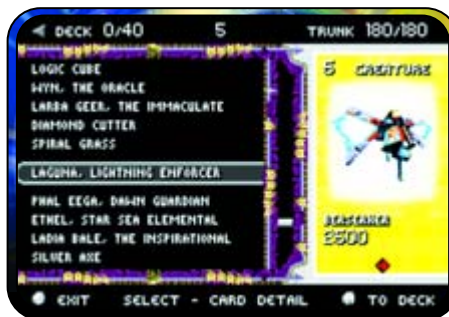 DECK 0/40 5 TRUNK 180/180
LOGIC CUBE
WYN, THE ORACLE
LARBA GEER, THE IMMACULATE
DIAMOND CUTTER
SPIRAL GRASS
LAGUNA, LIGHTNING ENFORCER
PHAL EEGA, DAWN GUARDIAN
ETHEL, STAR SEA ELEMENTAL
LADIA BALE, THE INSPIRATIONAL
SILVER AXE
5 CREATURE
BERSERKER
2500
EXIT SELECT - CARD DETAIL TO DECK